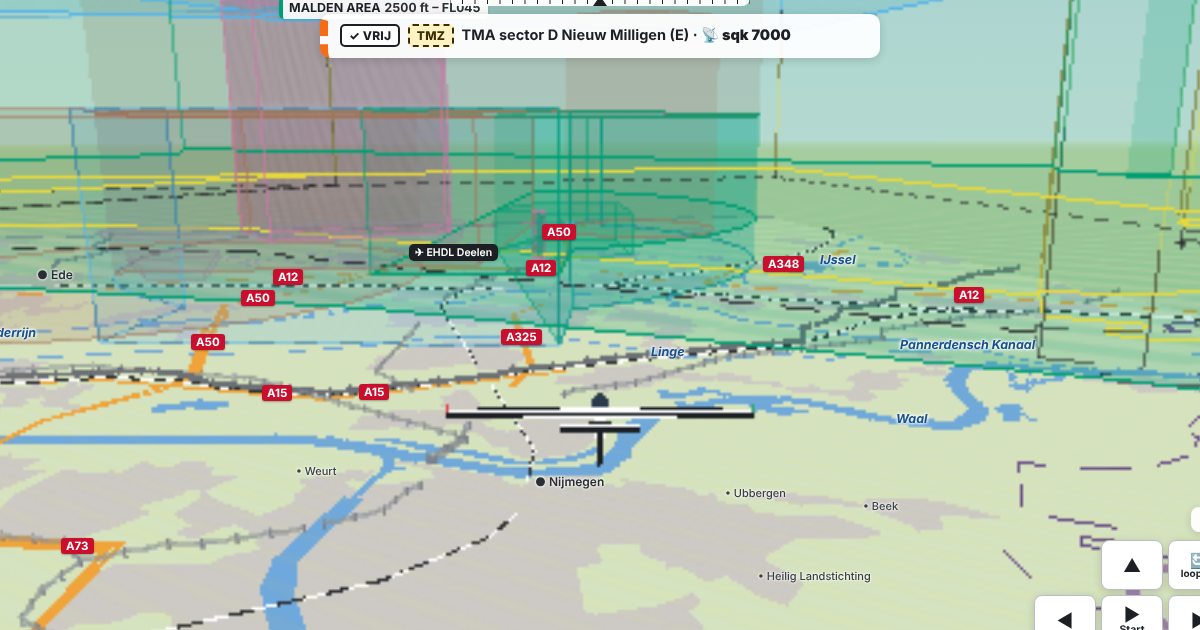 MALDEN AREA 2500 ft – FL045
✓ VRIJ TMZ TMA sector D Nieuw Milligen (E) · 📡 sqk 7000
A50
✈ EHDL Deelen
IJssel
A348
A12
Ede
A12
A50
A12
derrijn
A50
A325
Linge
Pannerdensch Kanaal
A15
A15
Waal
Weurt
Nijmegen
Ubbergen
Beek
A73
Heilig Landstichting
▲
loop
◀
▶
Start